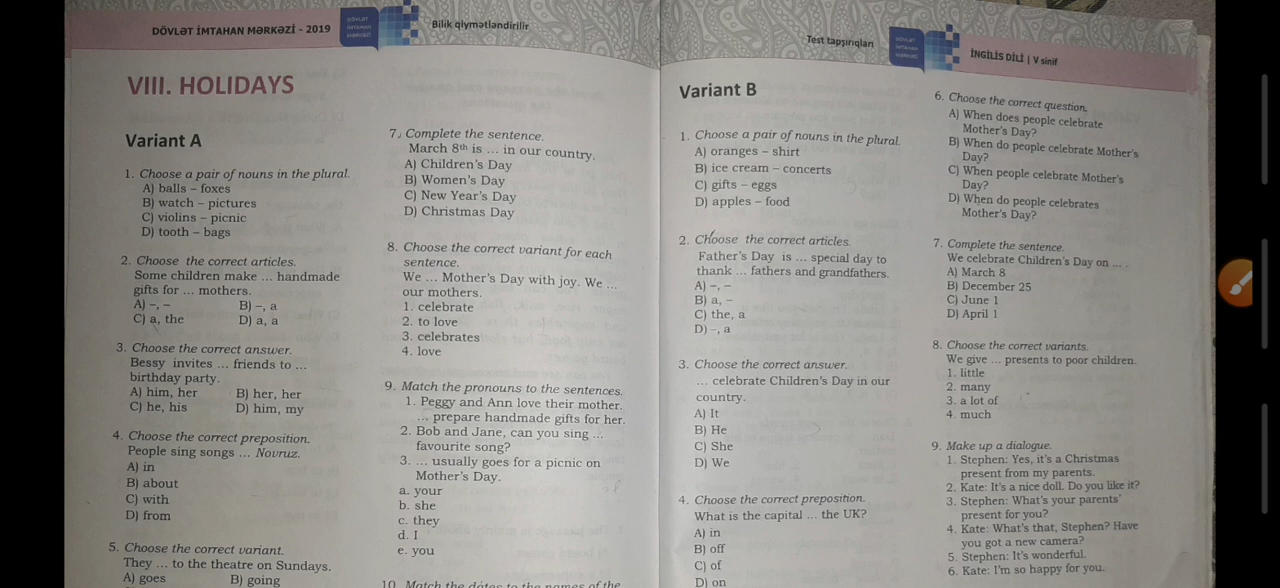 DÖVLƏT İMTAHAN MƏRKƏZİ - 2019
DÖVLƏT
İMTAHAN
MƏRKƏZİ
Bilik qiymətləndirilir
VIII. HOLIDAYS
Variant A
1. Choose a pair of nouns in the plural.
A) balls – foxes
B) watch – pictures
C) violins – picnic
D) tooth – bags
2. Choose the correct articles.
Some children make ... handmade
gifts for ... mothers.
A) –, – B) –, a
C) a, the D) a, a
3. Choose the correct answer.
Bessy invites ... friends to ...
birthday party.
A) him, her B) her, her
C) he, his D) him, my
4. Choose the correct preposition.
People sing songs ... Novruz.
A) in
B) about
C) with
D) from
5. Choose the correct variant.
They ... to the theatre on Sundays.
A) goes B) going
7. Complete the sentence.
March 8th is ... in our country.
A) Children's Day
B) Women's Day
C) New Year's Day
D) Christmas Day
8. Choose the correct variant for each
sentence.
We ... Mother's Day with joy. We ...
our mothers.
1. celebrate
2. to love
3. celebrates
4. love
9. Match the pronouns to the sentences.
1. Peggy and Ann love their mother.
... prepare handmade gifts for her.
2. Bob and Jane, can you sing ...
favourite song?
3. ... usually goes for a picnic on
Mother's Day.
a. your
b. she
c. they
d. I
e. you
10. Match the dates to the names of the
Test tapşırıqları
DÖVLƏT
İMTAHAN
MƏRKƏZİ
İNGİLİS DİLİ | V sinif
Variant B
1. Choose a pair of nouns in the plural.
A) oranges – shirt
B) ice cream – concerts
C) gifts – eggs
D) apples – food
2. Choose the correct articles.
Father's Day is ... special day to
thank ... fathers and grandfathers.
A) –, –
B) a, –
C) the, a
D) –, a
3. Choose the correct answer.
... celebrate Children's Day in our
country.
A) It
B) He
C) She
D) We
4. Choose the correct preposition.
What is the capital ... the UK?
A) in
B) off
C) of
D) on
6. Choose the correct question.
A) When does people celebrate
Mother's Day?
B) When do people celebrate Mother's
Day?
C) When people celebrate Mother's
Day?
D) When do people celebrates
Mother's Day?
7. Complete the sentence.
We celebrate Children's Day on ... .
A) March 8
B) December 25
C) June 1
D) April 1
8. Choose the correct variants.
We give ... presents to poor children.
1. little
2. many
3. a lot of
4. much
9. Make up a dialogue.
1. Stephen: Yes, it's a Christmas
present from my parents.
2. Kate: It's a nice doll. Do you like it?
3. Stephen: What's your parents'
present for you?
4. Kate: What's that, Stephen? Have
you got a new camera?
5. Stephen: It's wonderful.
6. Kate: I'm so happy for you.